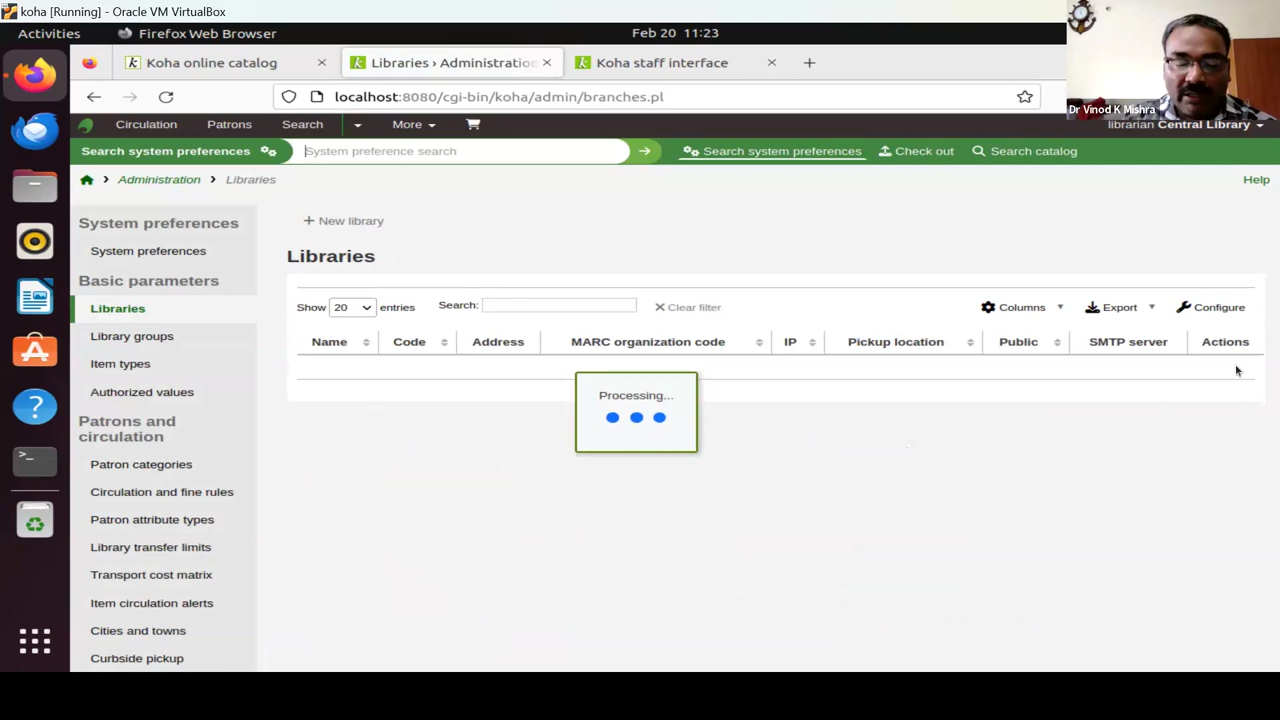 koha [Running] - Oracle VM VirtualBox
Activities
Firefox Web Browser
Feb 20 11:23
Koha online catalog
Libraries › Administration
Koha staff interface
localhost:8080/cgi-bin/koha/admin/branches.pl
Dr Vinod K Mishra
Circulation
Patrons
Search
More
librarian Central Library
Search system preferences
System preference search
Search system preferences
Check out
Search catalog
Administration
Libraries
Help
System preferences
System preferences
Basic parameters
Libraries
Library groups
Item types
Authorized values
Patrons and
circulation
Patron categories
Circulation and fine rules
Patron attribute types
Library transfer limits
Transport cost matrix
Item circulation alerts
Cities and towns
Curbside pickup
+ New library
Libraries
Show 20 entries
Search:
Clear filter
Columns
Export
Configure
Name
Code
Address
MARC organization code
IP
Pickup location
Public
SMTP server
Actions
Processing...